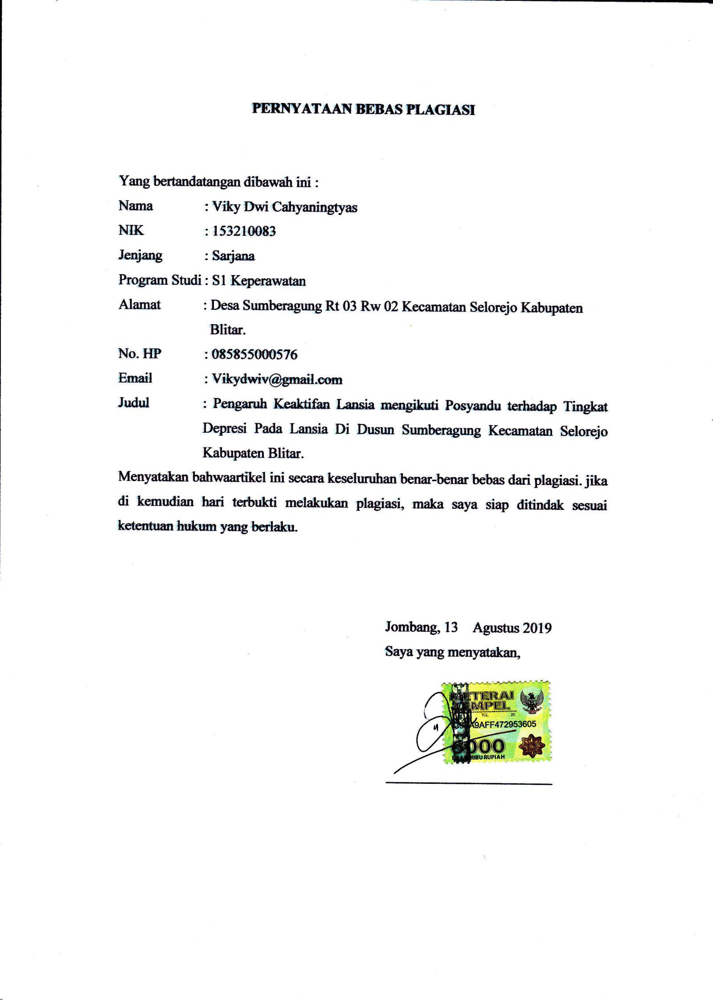 PERNYATAAN BEBAS PLAGIASI
Yang bertandatangan dibawah ini :
Nama : Viky Dwi Cahyaningtyas
NIK : 153210083
Jenjang : Sarjana
Program Studi : S1 Keperawatan
Alamat : Desa Sumberagung Rt 03 Rw 02 Kecamatan Selorejo Kabupaten
Blitar.
No. HP : 085855000576
Email : Vikydwiv@gmail.com
Judul : Pengaruh Keaktifan Lansia mengikuti Posyandu terhadap Tingkat
Depresi Pada Lansia Di Dusun Sumberagung Kecamatan Selorejo
Kabupaten Blitar.
Menyatakan bahwaartikel ini secara keseluruhan benar-benar bebas dari plagiasi. jika
di kemudian hari terbukti melakukan plagiasi, maka saya siap ditindak sesuai
ketentuan hukum yang berlaku.
Jombang, 13 Agustus 2019
Saya yang menyatakan,
METERAI
TEMPEL
TGL. 20
9AFF472953605
6000
RIBU RUPIAH